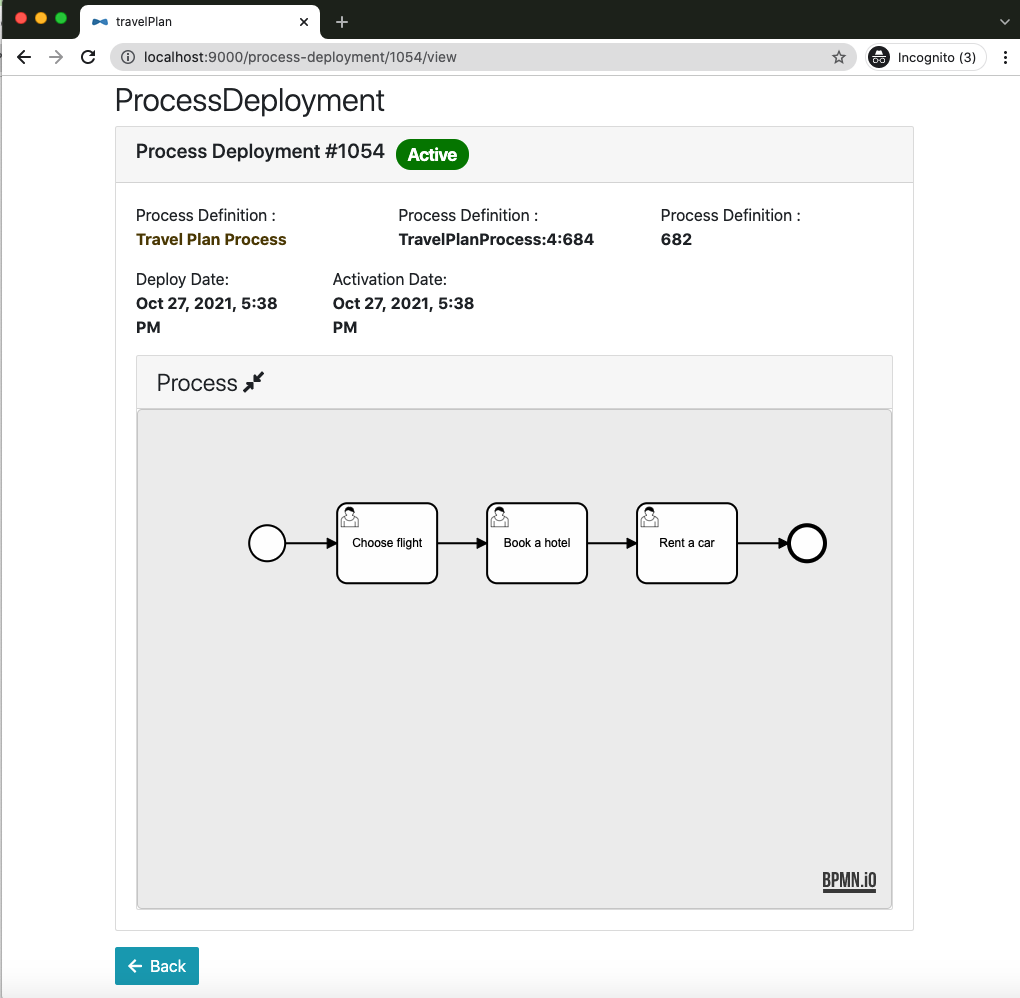 travelPlan
localhost:9000/process-deployment/1054/view
Incognito (3)
ProcessDeployment
Process Deployment #1054 Active
Process Definition : Process Definition : Process Definition :
Travel Plan Process TravelPlanProcess:4:684 682
Deploy Date: Activation Date:
Oct 27, 2021, 5:38 Oct 27, 2021, 5:38
PM PM
Process
Choose flight Book a hotel Rent a car
BPMN.iO
Back